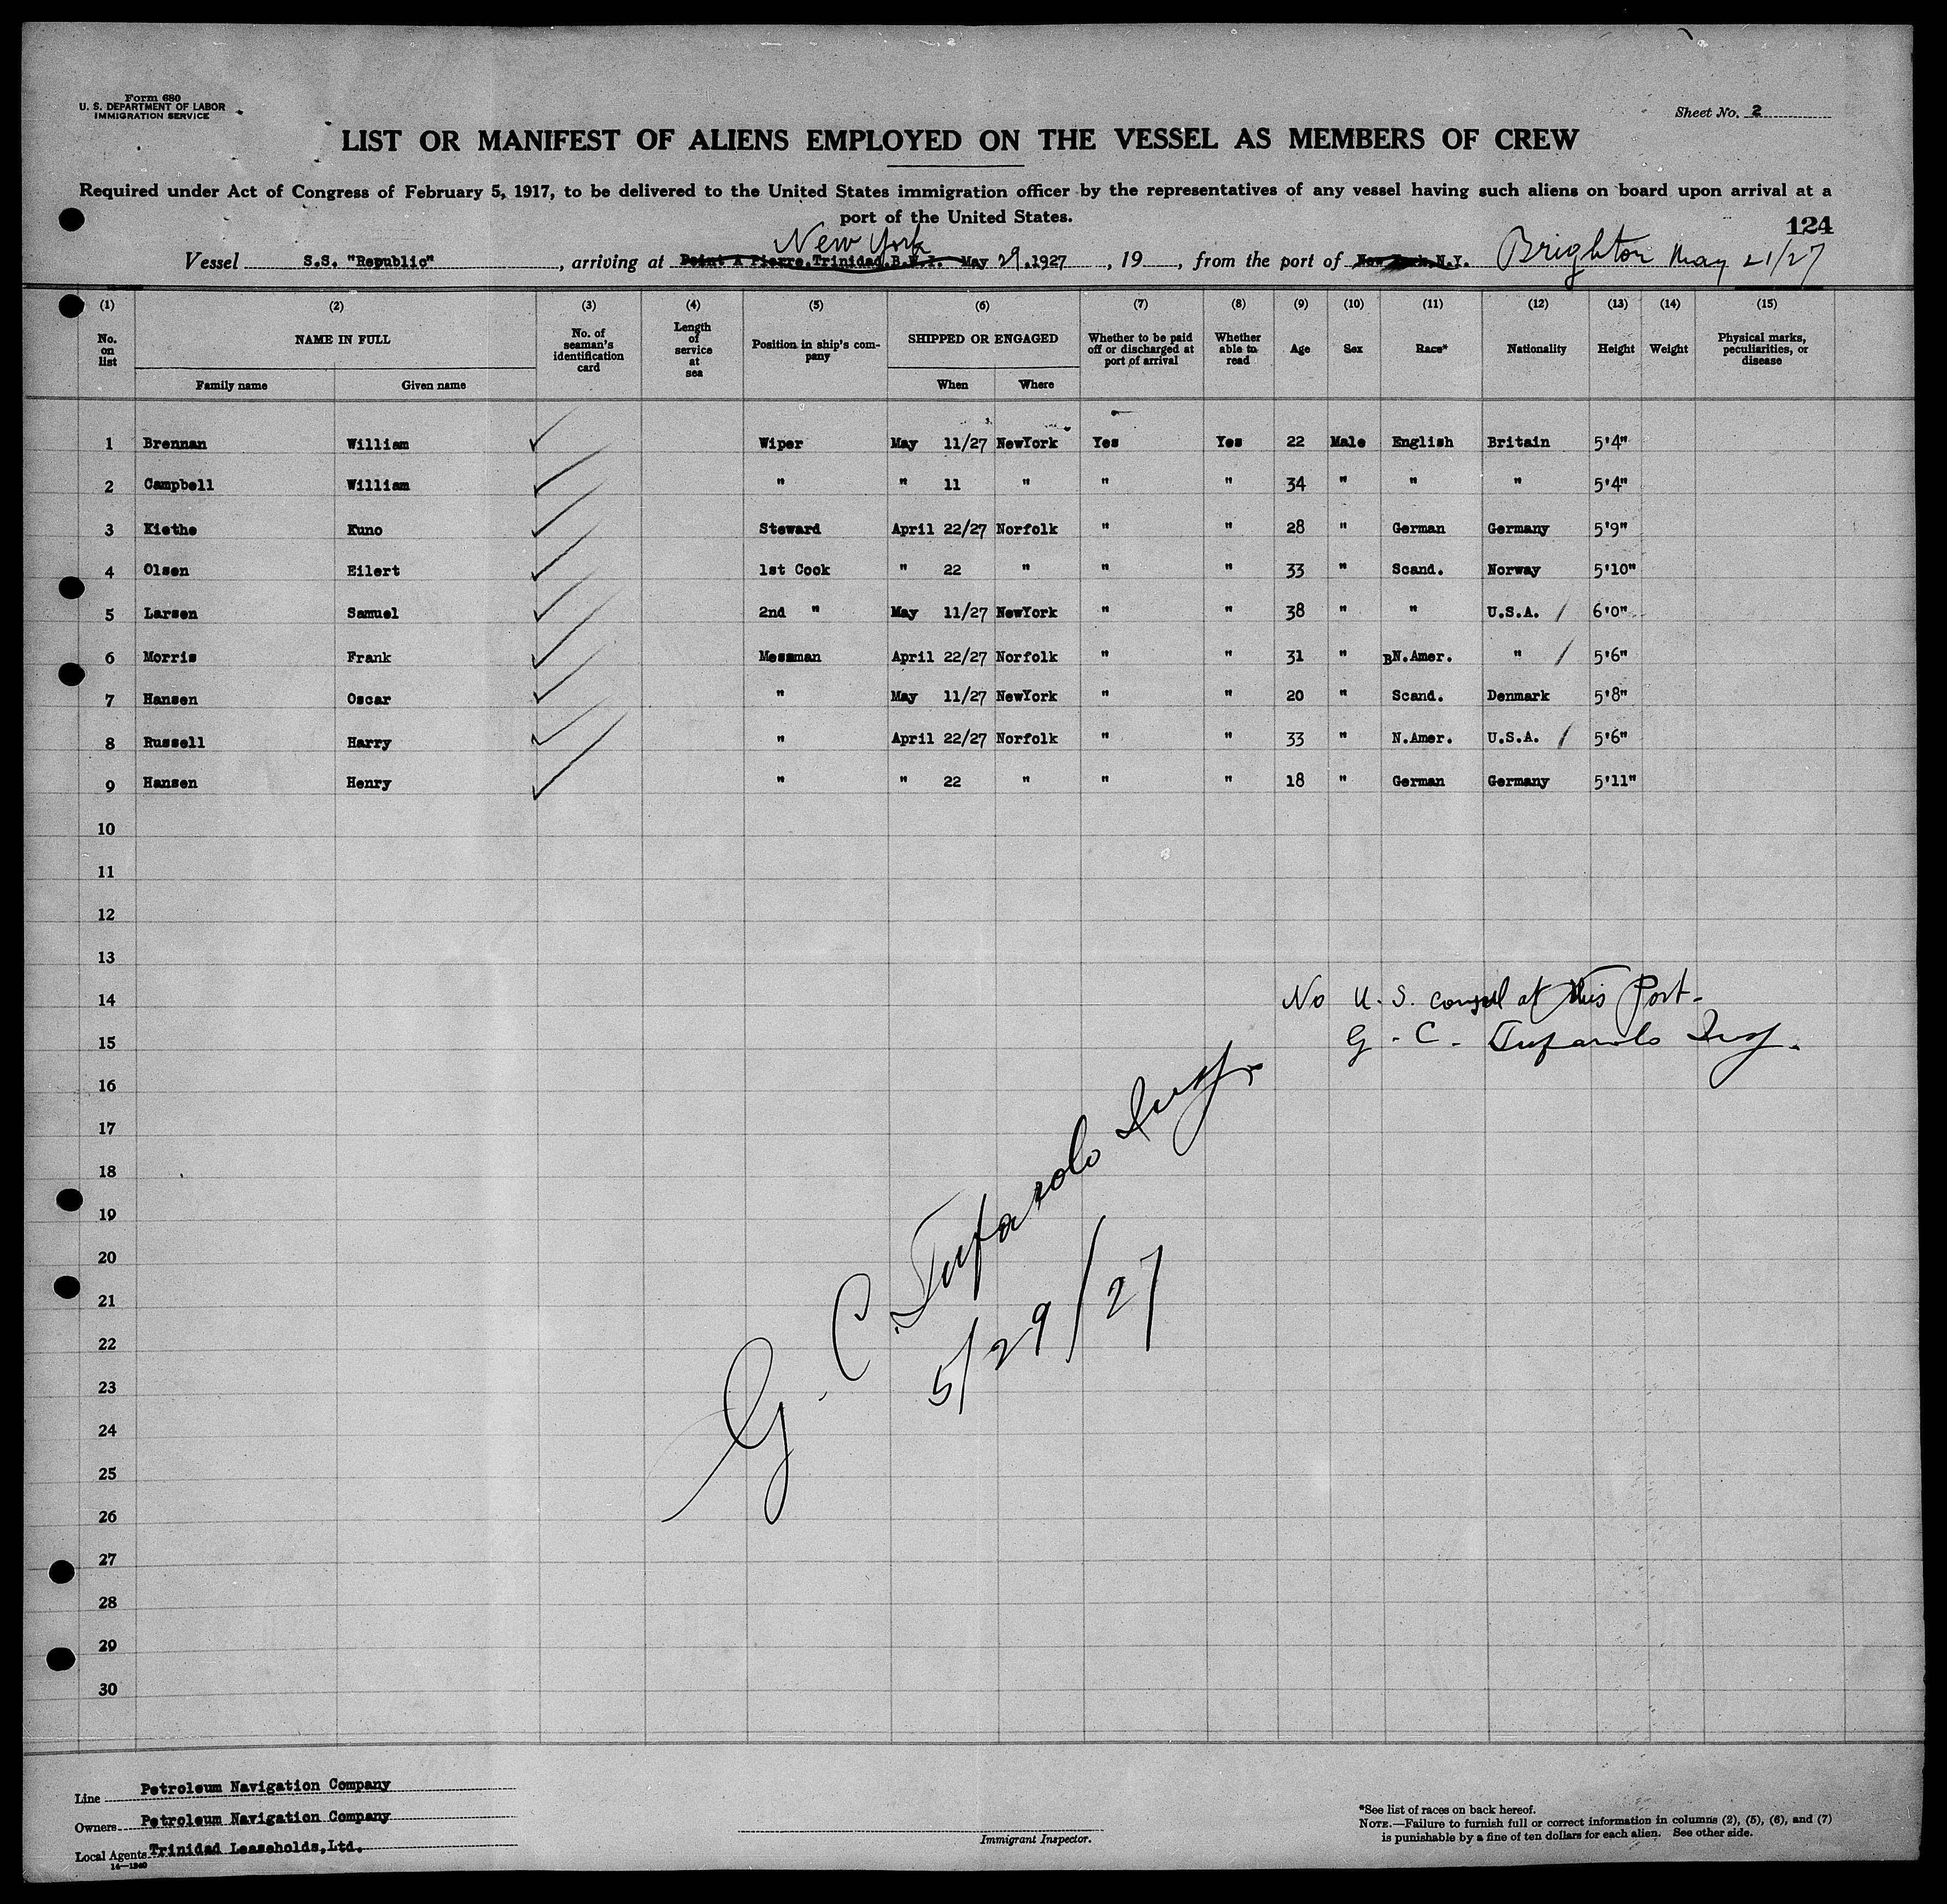 Form 680
U. S. DEPARTMENT OF LABOR
IMMIGRATION SERVICE
Sheet No. 2
LIST OR MANIFEST OF ALIENS EMPLOYED ON THE VESSEL AS MEMBERS OF CREW
Required under Act of Congress of February 5, 1917, to be delivered to the United States immigration officer by the representatives of any vessel having such aliens on board upon arrival at a
port of the United States.
124
New York
Vessel S.S. "Republic", arriving at Point A Pierre,Trinidad,B.W.I. May 29,1927, 19, from the port of New York,N.Y. Brighton May 21/27
(1) (2) (3) (4) (5) (6) (7) (8) (9) (10) (11) (12) (13) (14) (15)
No. on list NAME IN FULL No. of seaman's identification card Length of service at sea Position in ship's company SHIPPED OR ENGAGED Whether to be paid off or discharged at port of arrival Whether able to read Age Sex Race* Nationality Height Weight Physical marks, peculiarities, or disease
Family name Given name When Where
1 Brennan William Wiper May 11/27 NewYork Yes Yes 22 Male English Britain 5'4"
2 Campbell William " " 11 " " " 34 " " " 5'4"
3 Kiethe Kuno Steward April 22/27 Norfolk " " 28 " German Germany 5'9"
4 Olsen Eilert 1st Cook " 22 " " " 33 " Scand. Norway 5'10"
5 Larsen Samuel 2nd " May 11/27 NewYork " " 38 " " U.S.A. / 6'0"
6 Morris Frank Messman April 22/27 Norfolk " " 31 " BN.Amer. " / 5'6"
7 Hansen Oscar " May 11/27 NewYork " " 20 " Scand. Denmark 5'8"
8 Russell Harry " April 22/27 Norfolk " " 33 " N.Amer. U.S.A. / 5'6"
9 Hansen Henry " " 22 " " " 18 " German Germany 5'11"
10
11
12
13
14 No U. S. consul at this Port-
15 G. C. Tufarolo Insp.
16
17
18
19
20
21
22
23
24
25
26
27
28
29
30
G. C. Tufarolo Insp.
5/29/27
Line Petroleum Navigation Company
Owners Petroleum Navigation Company
Local Agents Trinidad Leaseholds,Ltd.
14—1240
Immigrant Inspector.
*See list of races on back hereof.
NOTE.—Failure to furnish full or correct information in columns (2), (5), (6), and (7)
is punishable by a fine of ten dollars for each alien. See other side.